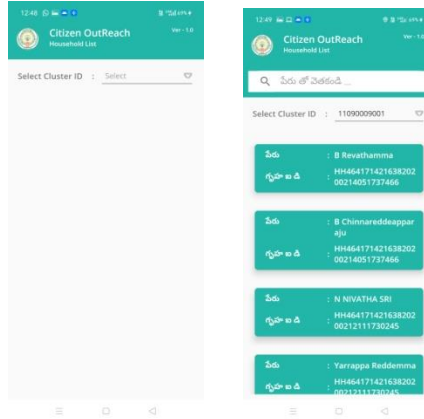 12:48
Citizen OutReach
Ver - 1.0
Household List
Select Cluster ID : Select
12:49
Citizen OutReach
Ver - 1.0
Household List
పేరు తో వెతకండి ...
Select Cluster ID : 11090009001
పేరు : B Revathamma
గృహ ఐ డి : HH464171421638202
00214051737466
పేరు : B Chinnareddeappar
aju
గృహ ఐ డి : HH464171421638202
00214051737466
పేరు : N NIVATHA SRI
గృహ ఐ డి : HH464171421638202
00212111730245
పేరు : Yarrappa Reddemma
గృహ ఐ డి : HH464171421638202
00212111730245